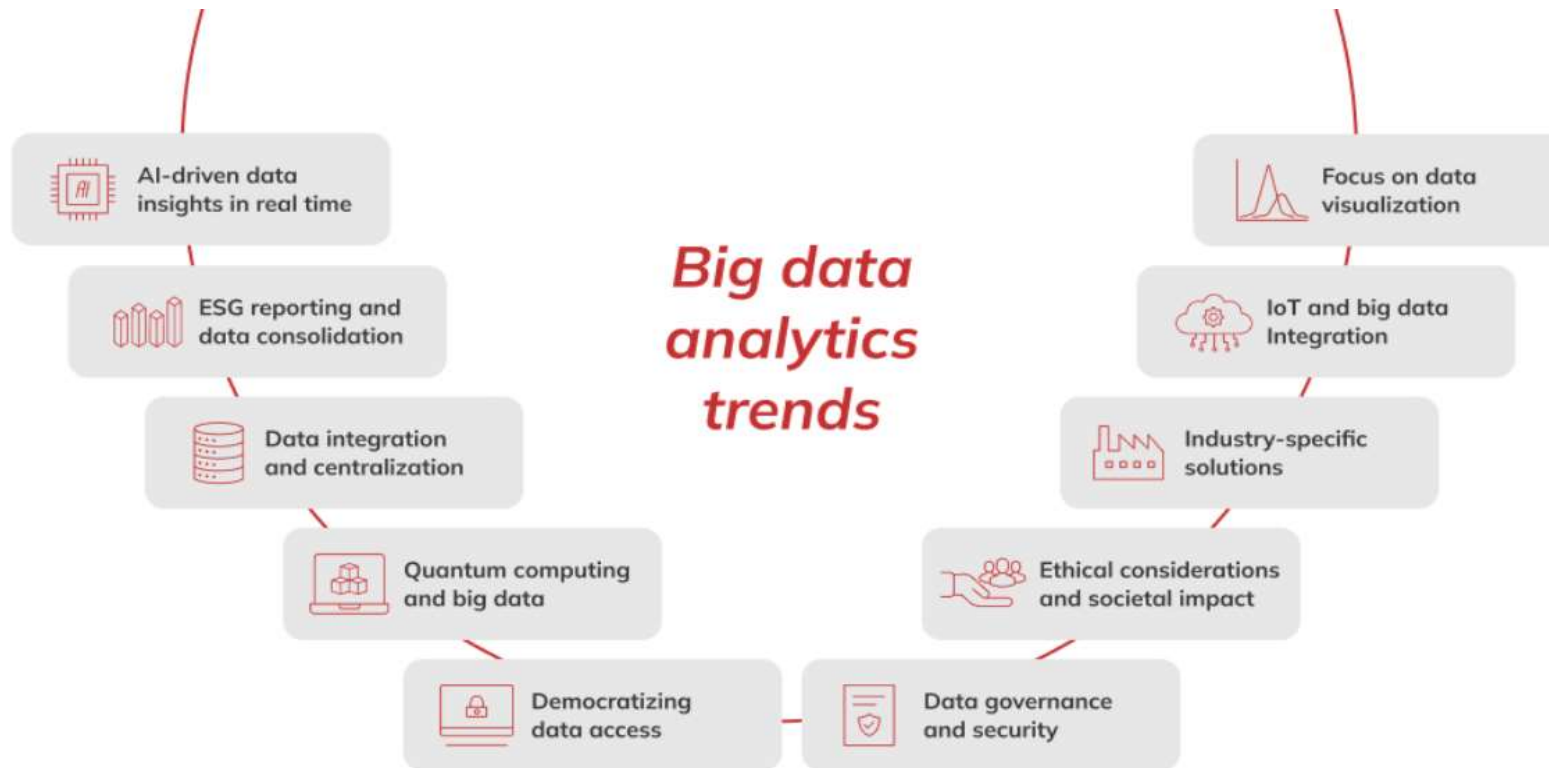 Big data
analytics
trends
AI
AI-driven data
insights in real time
ESG reporting and
data consolidation
Data integration
and centralization
Quantum computing
and big data
Democratizing
data access
Data governance
and security
Ethical considerations
and societal impact
Industry-specific
solutions
IoT and big data
Integration
Focus on data
visualization